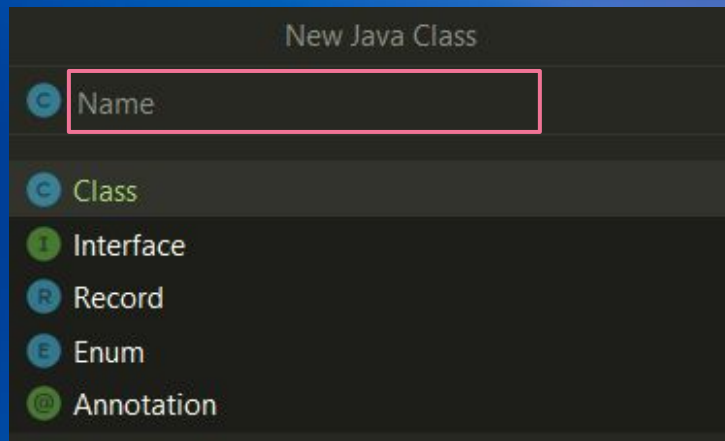 New Java Class
C Name
C Class
I Interface
R Record
E Enum
@ Annotation